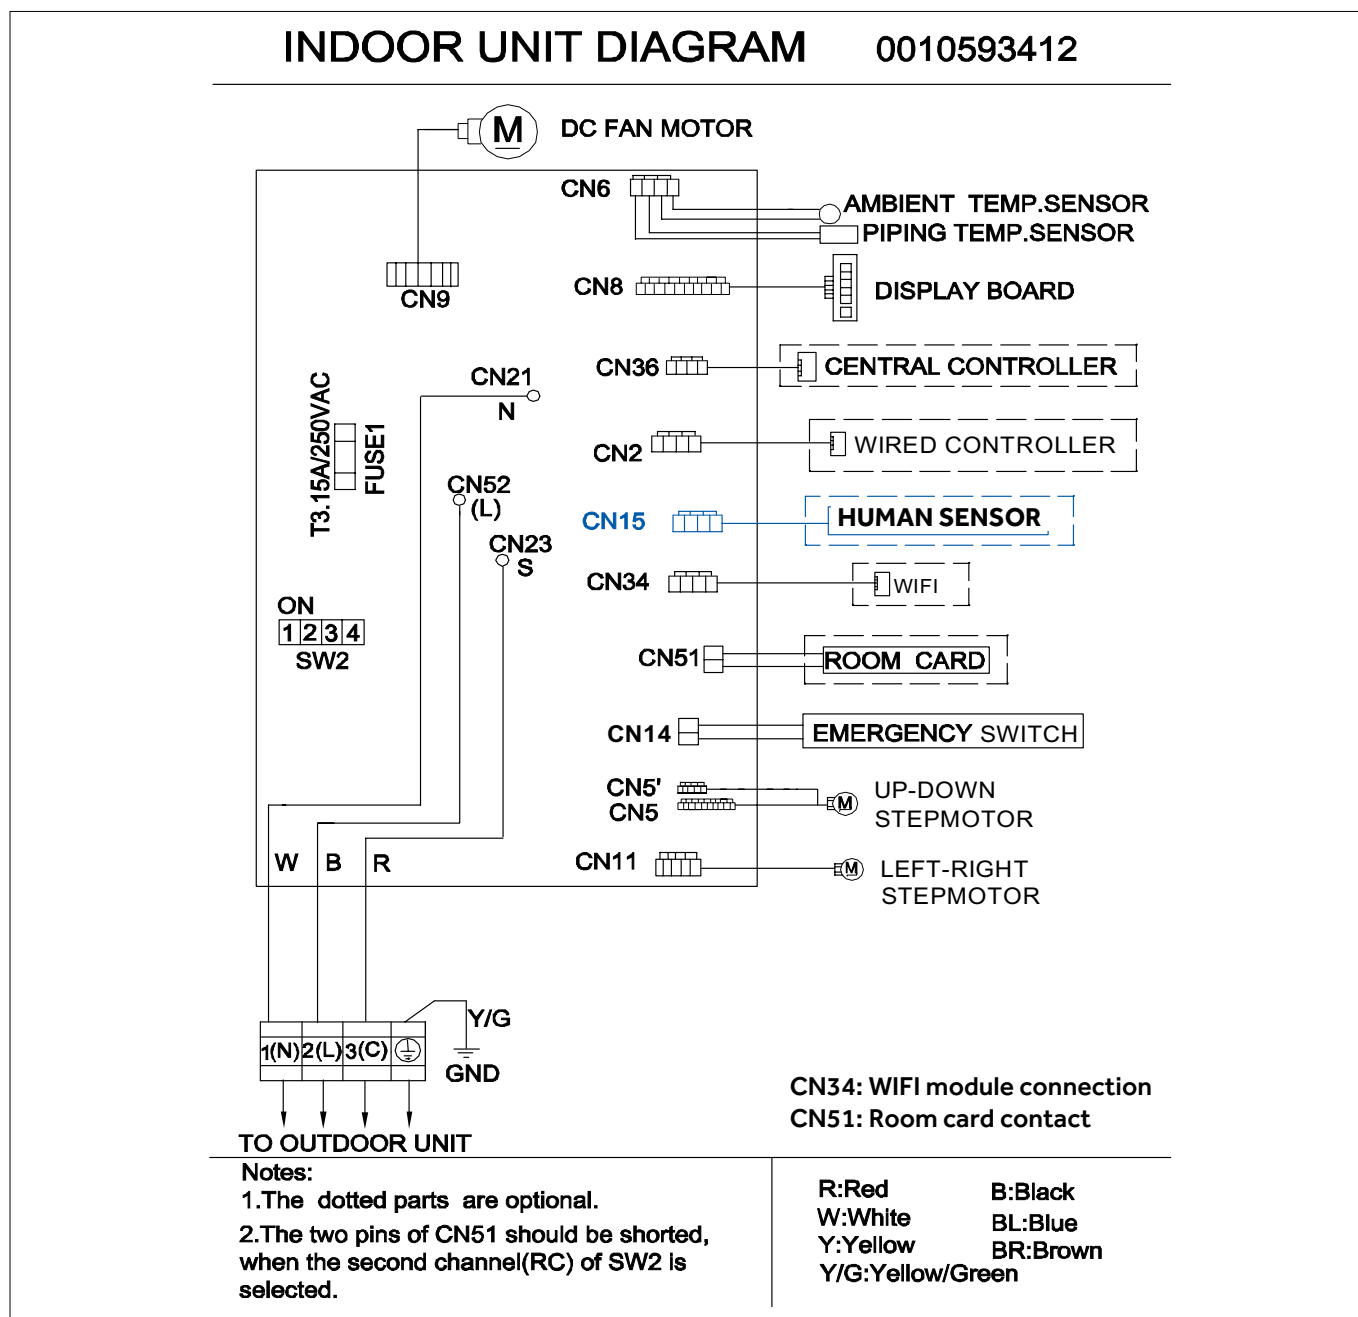 INDOOR UNIT DIAGRAM 0010593412
M DC FAN MOTOR
CN6
AMBIENT TEMP.SENSOR
PIPING TEMP.SENSOR
CN9
CN8 DISPLAY BOARD
CN36 CENTRAL CONTROLLER
CN21
N
T3.15A/250VAC
FUSE1
CN2 WIRED CONTROLLER
CN52
(L)
CN15 HUMAN SENSOR
CN23
S
CN34 WIFI
ON
1 2 3 4
SW2
CN51 ROOM CARD
CN14 EMERGENCY SWITCH
CN5'
CN5
M UP-DOWN
STEPMOTOR
W B R
CN11 M LEFT-RIGHT
STEPMOTOR
Y/G
1(N) 2(L) 3(C)
GND
TO OUTDOOR UNIT
CN34: WIFI module connection
CN51: Room card contact
Notes:
1.The dotted parts are optional.
2.The two pins of CN51 should be shorted,
when the second channel(RC) of SW2 is
selected.
R:Red B:Black
W:White BL:Blue
Y:Yellow BR:Brown
Y/G:Yellow/Green